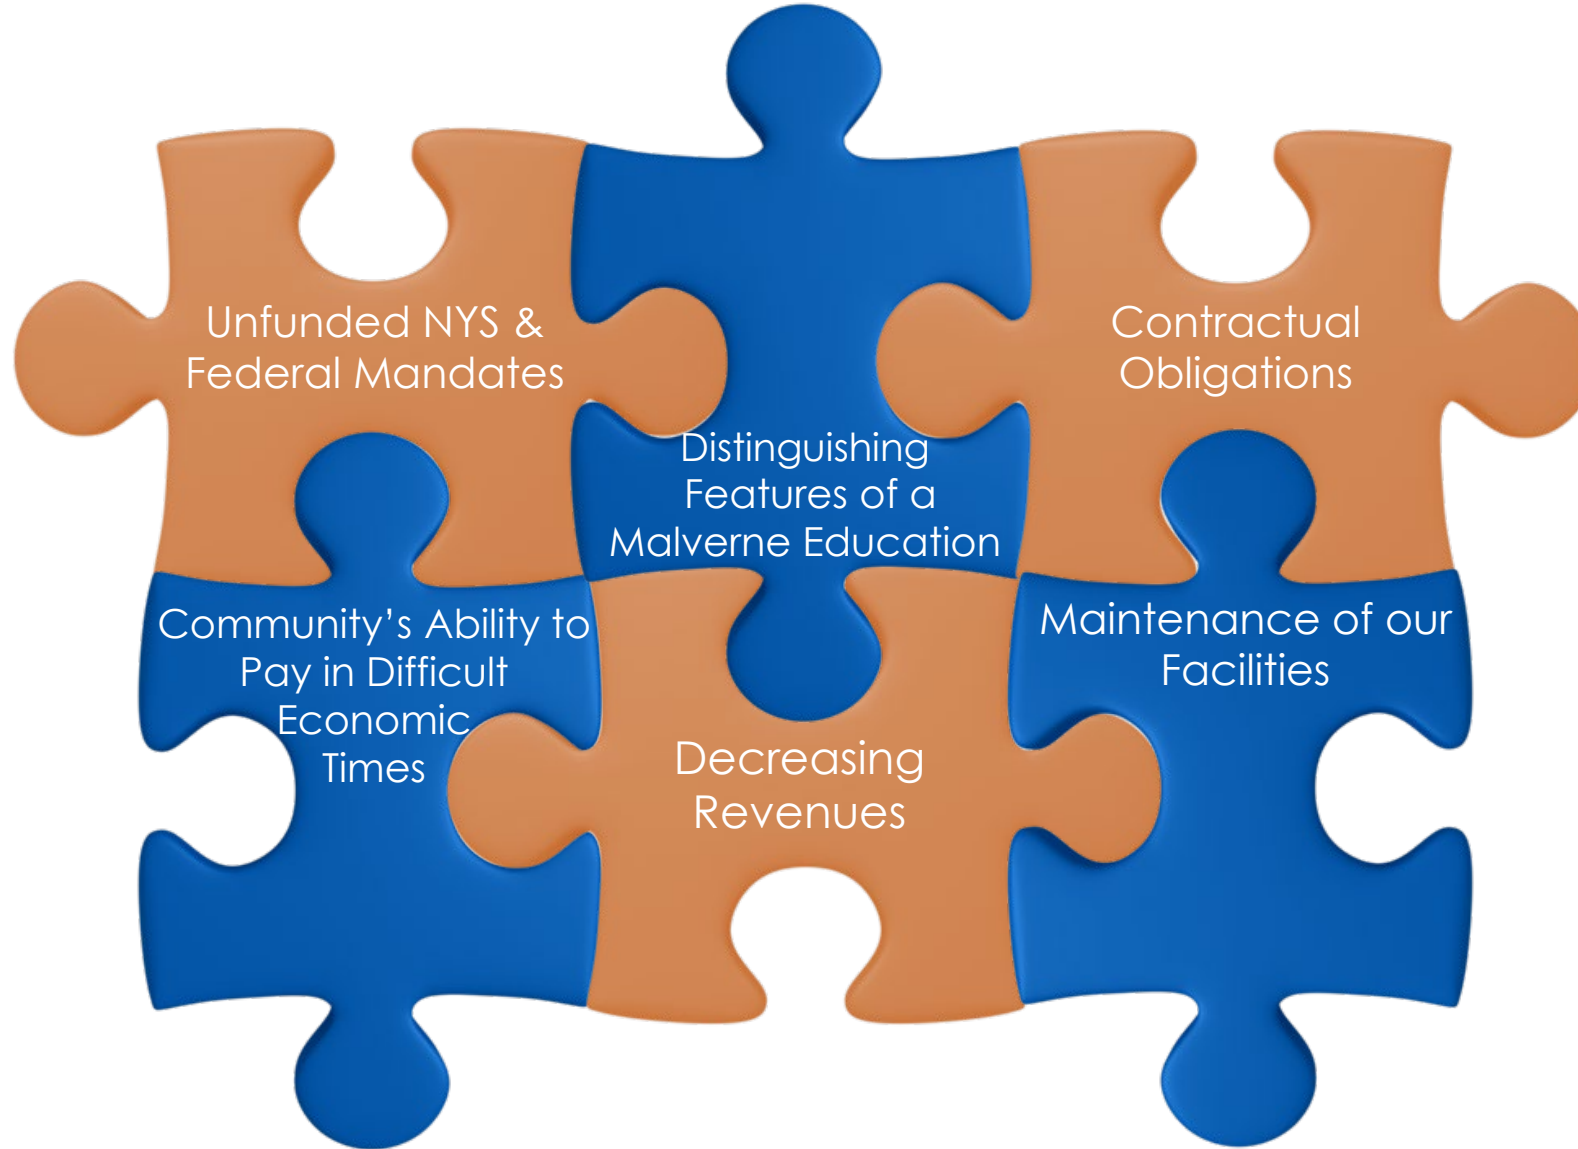 Unfunded NYS &
Federal Mandates
Distinguishing
Features of a
Malverne Education
Contractual
Obligations
Community’s Ability to
Pay in Difficult
Economic
Times
Decreasing
Revenues
Maintenance of our
Facilities